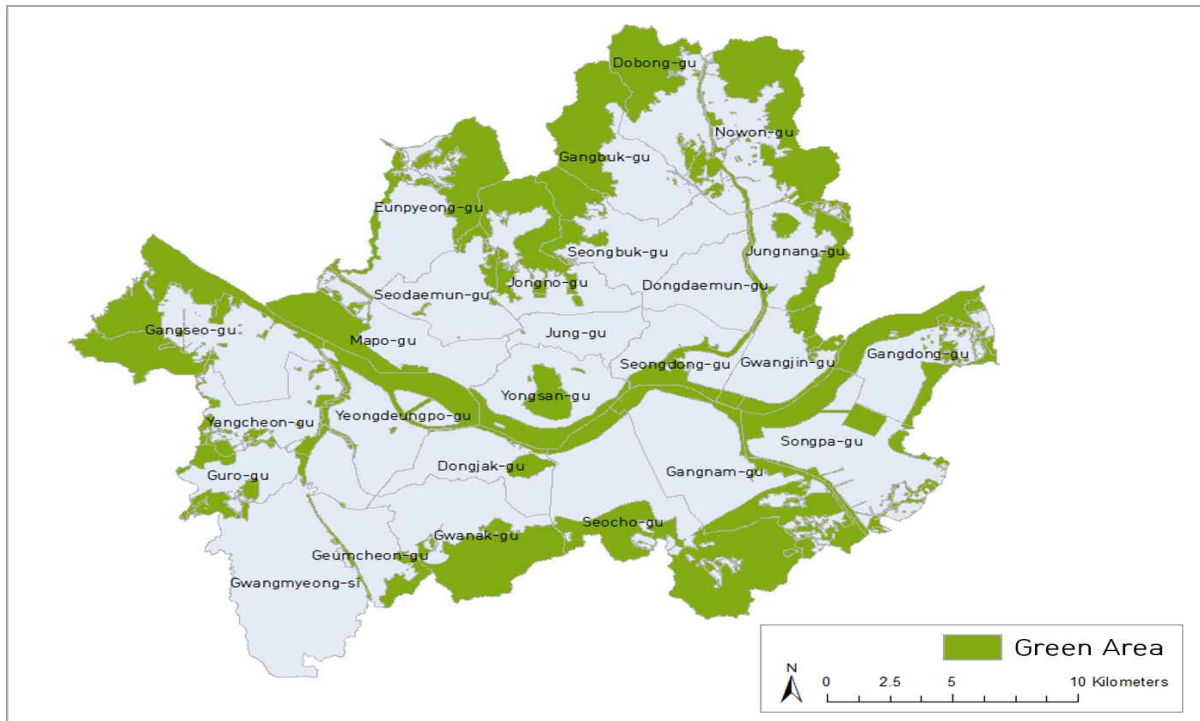 Dobong-gu
Nowon-gu
Gangbuk-gu
Eunpyeong-gu
Seongbuk-gu
Jungnang-gu
Jongno-gu
Dongdaemun-gu
Seodaemun-gu
Gangseo-gu
Jung-gu
Mapo-gu
Gangdong-gu
Seongdong-gu
Gwangjin-gu
Yongsan-gu
Yeongdeungpo-gu
Yangcheon-gu
Songpa-gu
Dongjak-gu
Gangnam-gu
Guro-gu
Seocho-gu
Gwanak-gu
Geumcheon-gu
Gwangmyeong-si
Green Area
N
0 2.5 5 10 Kilometers